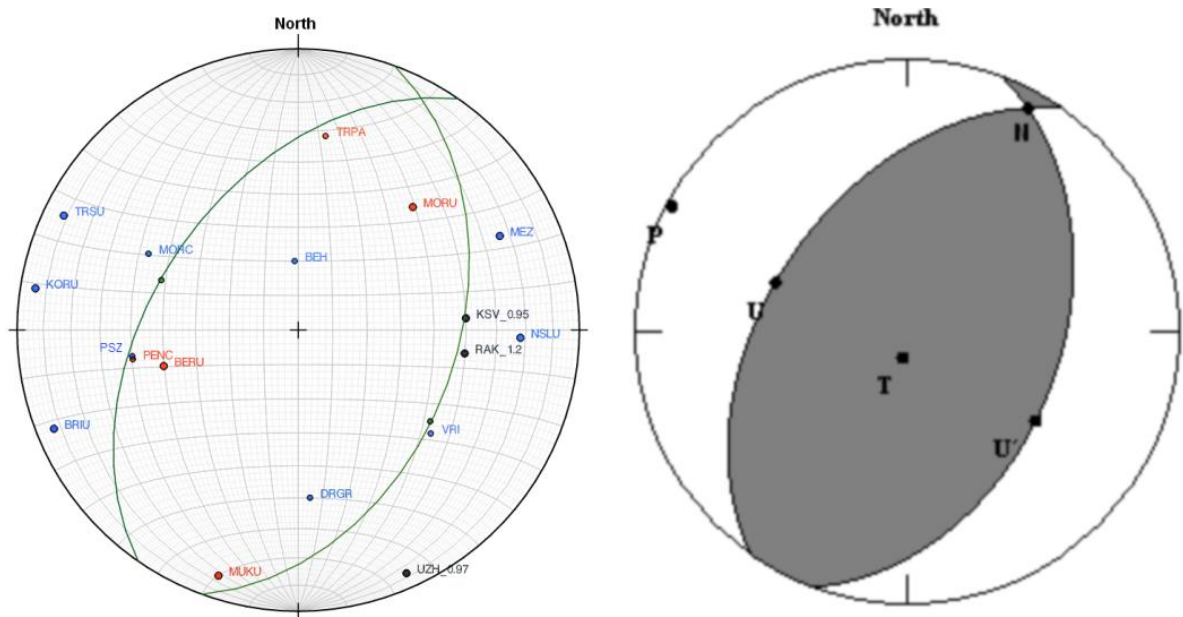 North
TRPA
MORU
TRSU
MEZ
MORC
BEH
KORU
KSV_0.95
NSLU
PSZ
PENC
BERU
RAK_1.2
BRIU
VRI
DRGR
MUKU
UZH_0.97
North
N
P
U
T
U´